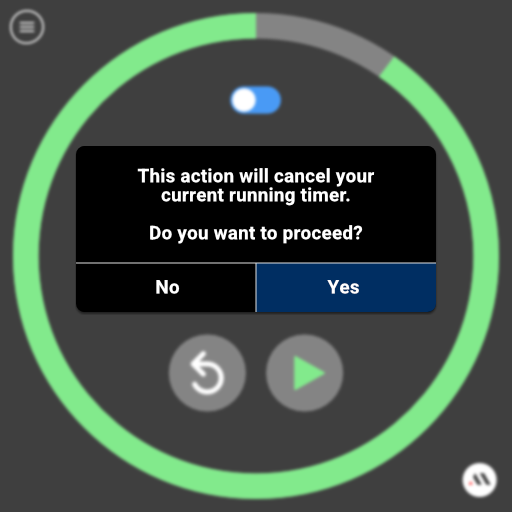 This action will cancel your
current running timer.
Do you want to proceed?
No
Yes